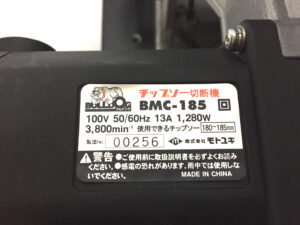 チップソー切断機
BULLDOG
BMC-185
100V 50/60Hz 13A 1,280W
3,800min⁻¹ 使用できるチップソー 180~185mm
製造No. 00256 株式会社 モトユキ
⚠警告 ●ご使用前に取扱説明書を必ずよくお読み
ください。●感電の恐れがあります。雨中では使用しな
いでください。 MADE IN CHINA